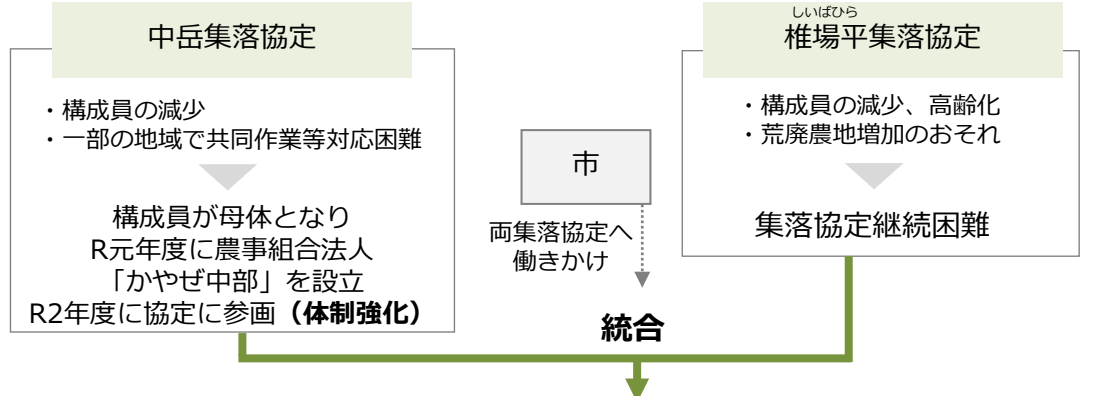 中岳集落協定
・構成員の減少
・一部の地域で共同作業等対応困難
構成員が母体となり
R元年度に農事組合法人
「かやぜ中部」を設立
R2年度に協定に参画（体制強化）
市
両集落協定へ
働きかけ
統合
しいばひら
椎場平集落協定
・構成員の減少、高齢化
・荒廃農地増加のおそれ
集落協定継続困難